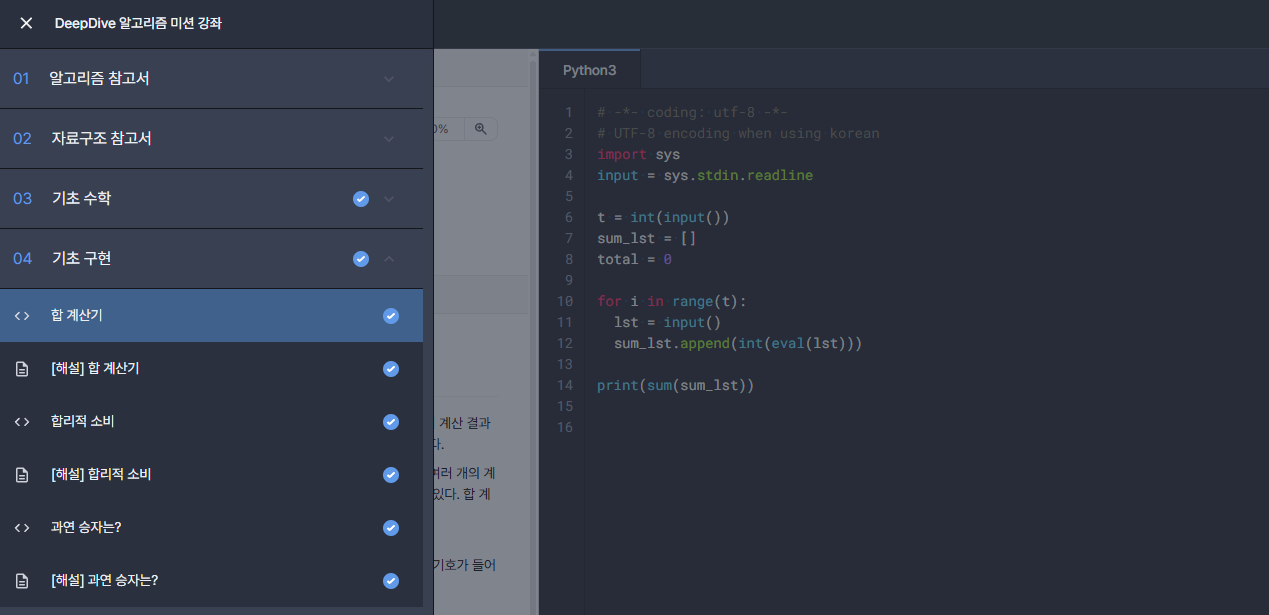 DeepDive 알고리즘 미션 강좌
01 알고리즘 참고서
02 자료구조 참고서
03 기초 수학
04 기초 구현
합 계산기
[해설] 합 계산기
합리적 소비
[해설] 합리적 소비
과연 승자는?
[해설] 과연 승자는?
0%
계산 결과
다.
여러 개의 계
있다. 합 계
기호가 들어
Python3
1 # -*- coding: utf-8 -*-
2 # UTF-8 encoding when using korean
3 import sys
4 input = sys.stdin.readline
5
6 t = int(input())
7 sum_lst = []
8 total = 0
9
10 for i in range(t):
11   lst = input()
12   sum_lst.append(int(eval(lst)))
13
14 print(sum(sum_lst))
15
16